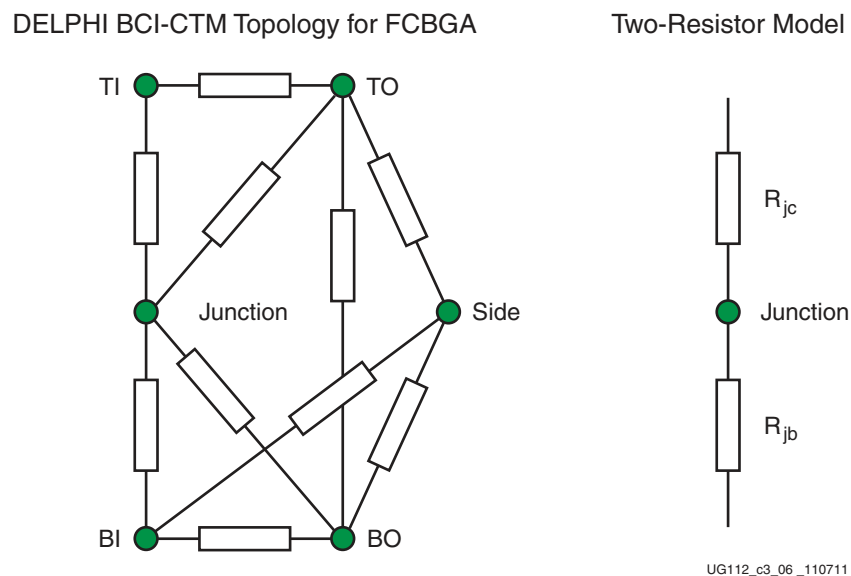 DELPHI BCI-CTM Topology for FCBGA
Two-Resistor Model
TI
TO
Rjc
Junction
Side
Junction
Rjb
BI
BO
UG112_c3_06 _110711